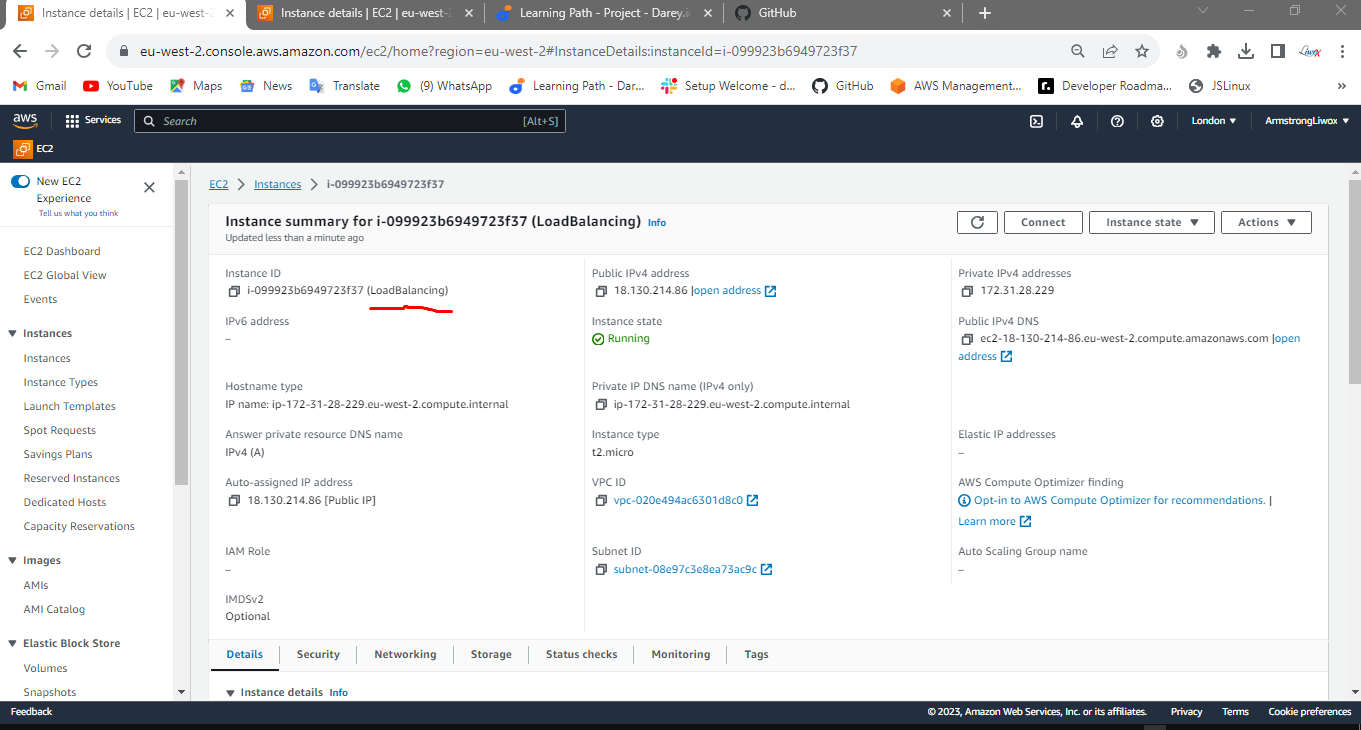 Instance details | EC2 | eu-west-2
Instance details | EC2 | eu-west-2
Learning Path - Project - Darey.i
GitHub
eu-west-2.console.aws.amazon.com/ec2/home?region=eu-west-2#InstanceDetails:instanceId=i-099923b6949723f37
Gmail YouTube Maps News Translate (9) WhatsApp Learning Path - Dar... Setup Welcome - d... GitHub AWS Management... Developer Roadma... JSLinux »
aws Services Search [Alt+S] London ▼ ArmstrongLiwox ▼
EC2
New EC2
Experience
Tell us what you think
EC2 Dashboard
EC2 Global View
Events
Instances
Instances
Instance Types
Launch Templates
Spot Requests
Savings Plans
Reserved Instances
Dedicated Hosts
Capacity Reservations
Images
AMIs
AMI Catalog
Elastic Block Store
Volumes
Snapshots
EC2 > Instances > i-099923b6949723f37
Instance summary for i-099923b6949723f37 (LoadBalancing) Info
Updated less than a minute ago
Connect Instance state ▼ Actions ▼
Instance ID
i-099923b6949723f37 (LoadBalancing)
Public IPv4 address
18.130.214.86 |open address
Private IPv4 addresses
172.31.28.229
IPv6 address
–
Instance state
Running
Public IPv4 DNS
ec2-18-130-214-86.eu-west-2.compute.amazonaws.com |open
address
Hostname type
IP name: ip-172-31-28-229.eu-west-2.compute.internal
Private IP DNS name (IPv4 only)
ip-172-31-28-229.eu-west-2.compute.internal
Answer private resource DNS name
IPv4 (A)
Instance type
t2.micro
Elastic IP addresses
–
Auto-assigned IP address
18.130.214.86 [Public IP]
VPC ID
vpc-020e494ac6301d8c0
AWS Compute Optimizer finding
Opt-in to AWS Compute Optimizer for recommendations. |
Learn more
IAM Role
–
Subnet ID
subnet-08e97c3e8ea73ac9c
Auto Scaling Group name
–
IMDSv2
Optional
Details Security Networking Storage Status checks Monitoring Tags
▼ Instance details Info
Feedback © 2023, Amazon Web Services, Inc. or its affiliates. Privacy Terms Cookie preferences